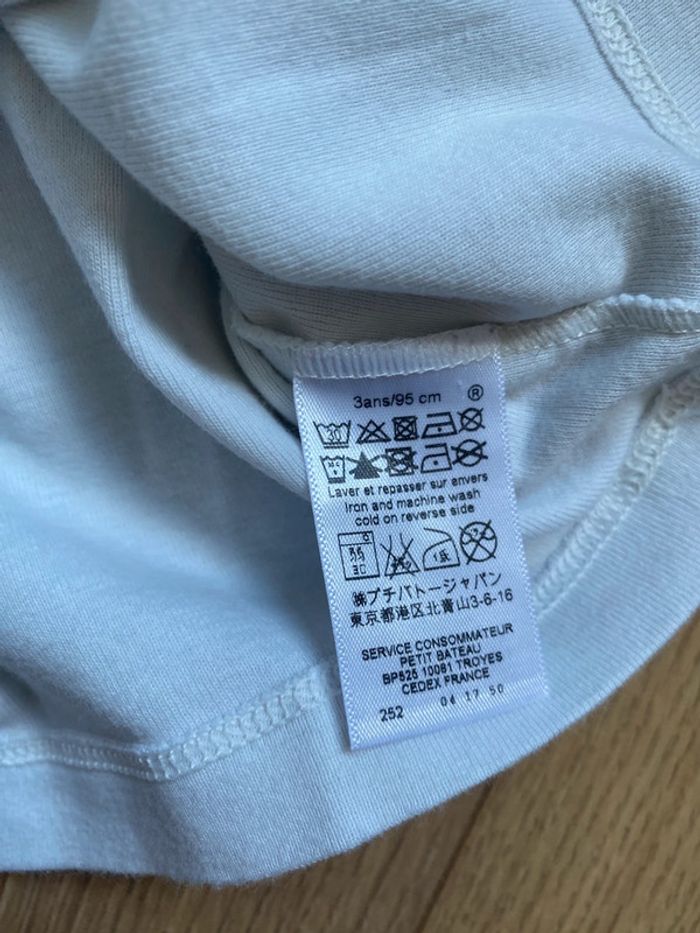 3ans/95 cm ®
30
Laver et repasser sur envers
Iron and machine wash
cold on reverse side
30
㈱プチバトージャパン
東京都港区北青山3-6-16
SERVICE CONSOMMATEUR
PETIT BATEAU
BP525 10081 TROYES
CEDEX FRANCE
252 04 17 50